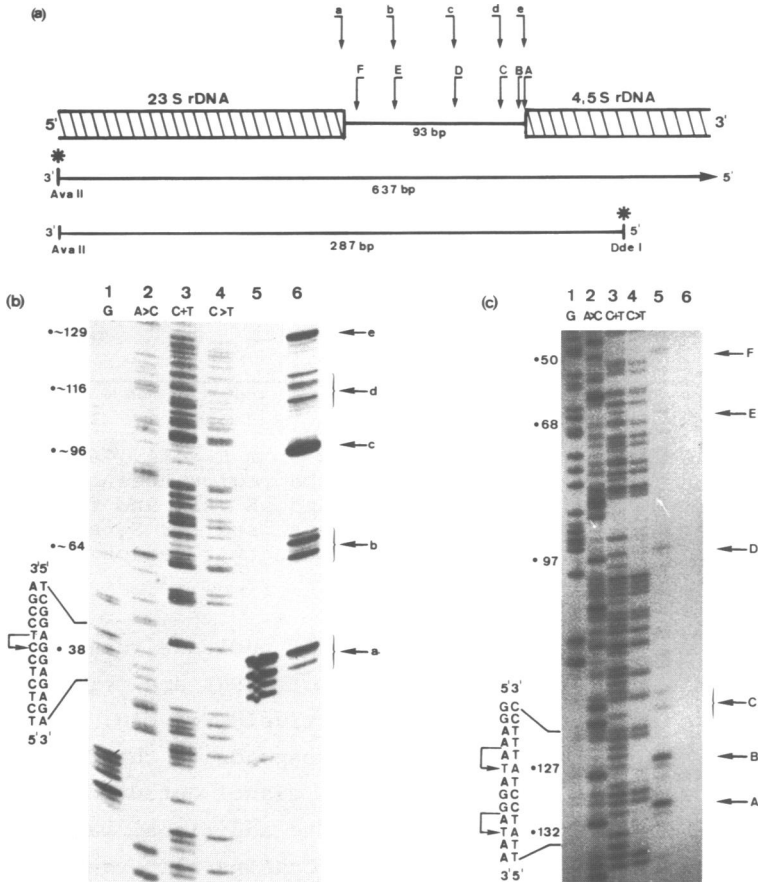 (a)
a b c d e
F E D C B A
23 S rDNA 4,5 S rDNA
5' 93 bp 3'
* 
3' 637 bp 5'
Ava II
*
3' 287 bp 5'
Ava II Dde I
(b)
1 2 3 4 5 6
G A>C C+T C>T
•~129 e
•~116 d
•~96 c
•~64 b
3'5'
AT
GC
CG
CG
TA
CG • 38 a
CG
TA
CG
TA
CG
TA
5'3'
(c)
1 2 3 4 5 6
G A>C C+T C>T
•50 F
•68 E
•97 D
C
5'3'
GC
GC
AT
AT
AT B
TA •127
AT
GC
GC A
AT
TA •132
AT
AT
3'5'